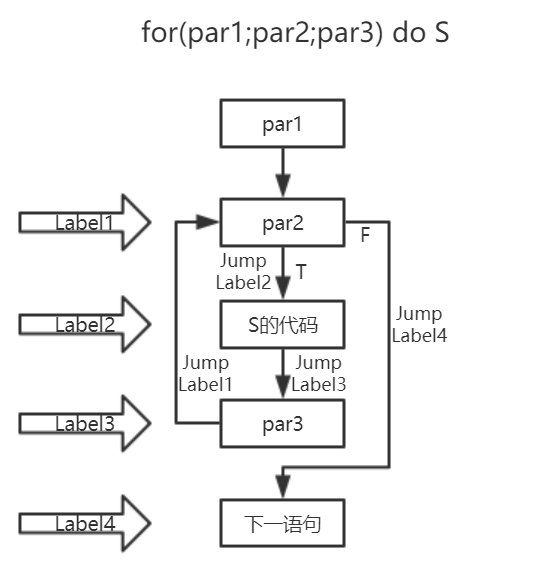 for(par1;par2;par3) do S
par1
Label1
par2
F
Jump
Label2
T
Jump
Label4
Label2
S的代码
Jump
Label1
Jump
Label3
Label3
par3
Label4
下一语句